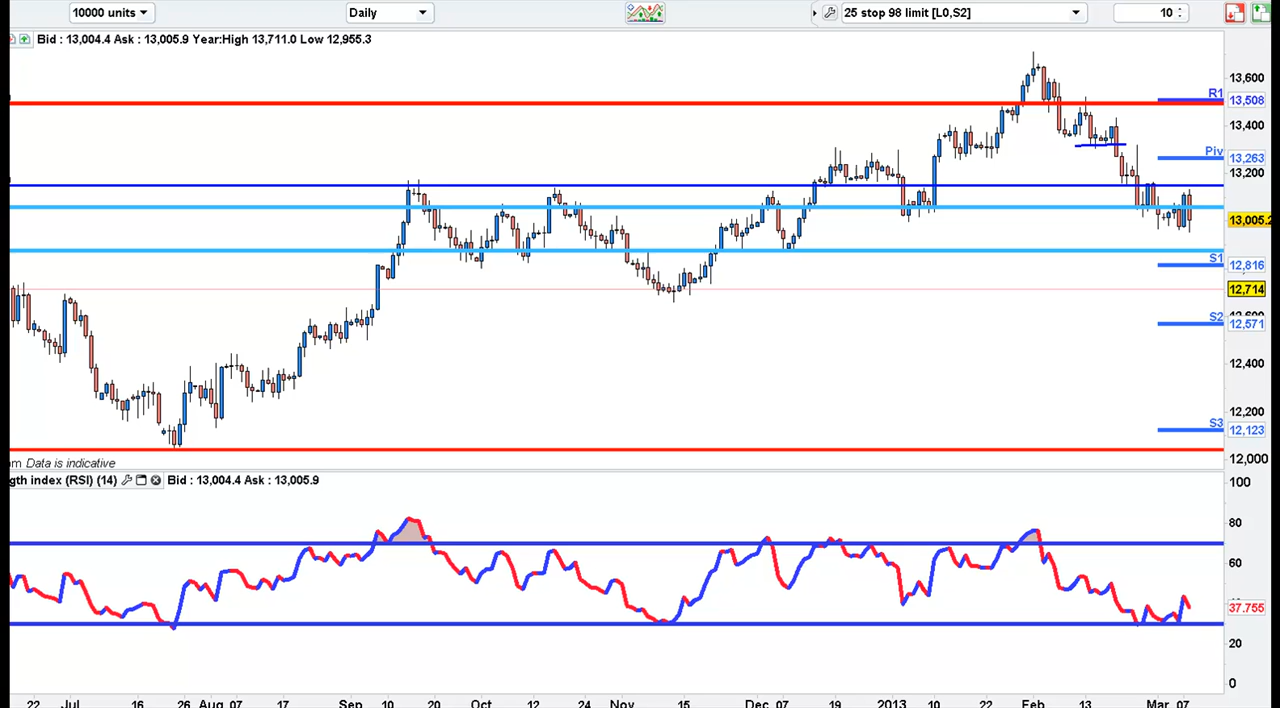 10000 units Daily 25 stop 98 limit [L0,S2] 10
Bid : 13,004.4 Ask : 13,005.9 Year:High 13,711.0 Low 12,955.3
13,600
R1
13,508
13,400
Piv
13,263
13,200
13,005.2
S1
12,816
12,714
S2
12,571
12,400
12,200
S3
12,123
12,000
om Data is indicative
gth index (RSI) (14) Bid : 13,004.4 Ask : 13,005.9
100
80
60
37.755
20
0
22 Jul 16 26 Aug 07 17 Sep 10 20 Oct 12 24 Nov 15 Dec 07 19 2013 10 22 Feb 13 Mar 07